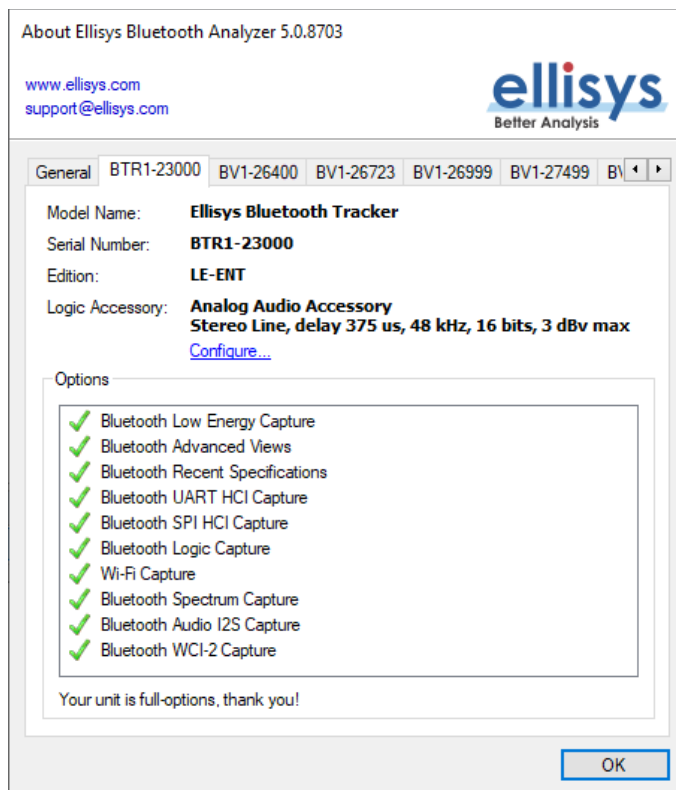 About Ellisys Bluetooth Analyzer 5.0.8703
www.ellisys.com
support@ellisys.com
ellisys
Better Analysis
General BTR1-23000 BV1-26400 BV1-26723 BV1-26999 BV1-27499
Model Name: Ellisys Bluetooth Tracker
Serial Number: BTR1-23000
Edition: LE-ENT
Logic Accessory: Analog Audio Accessory
Stereo Line, delay 375 us, 48 kHz, 16 bits, 3 dBv max
Configure...
Options
Bluetooth Low Energy Capture
Bluetooth Advanced Views
Bluetooth Recent Specifications
Bluetooth UART HCI Capture
Bluetooth SPI HCI Capture
Bluetooth Logic Capture
Wi-Fi Capture
Bluetooth Spectrum Capture
Bluetooth Audio I2S Capture
Bluetooth WCI-2 Capture
Your unit is full-options, thank you!
OK